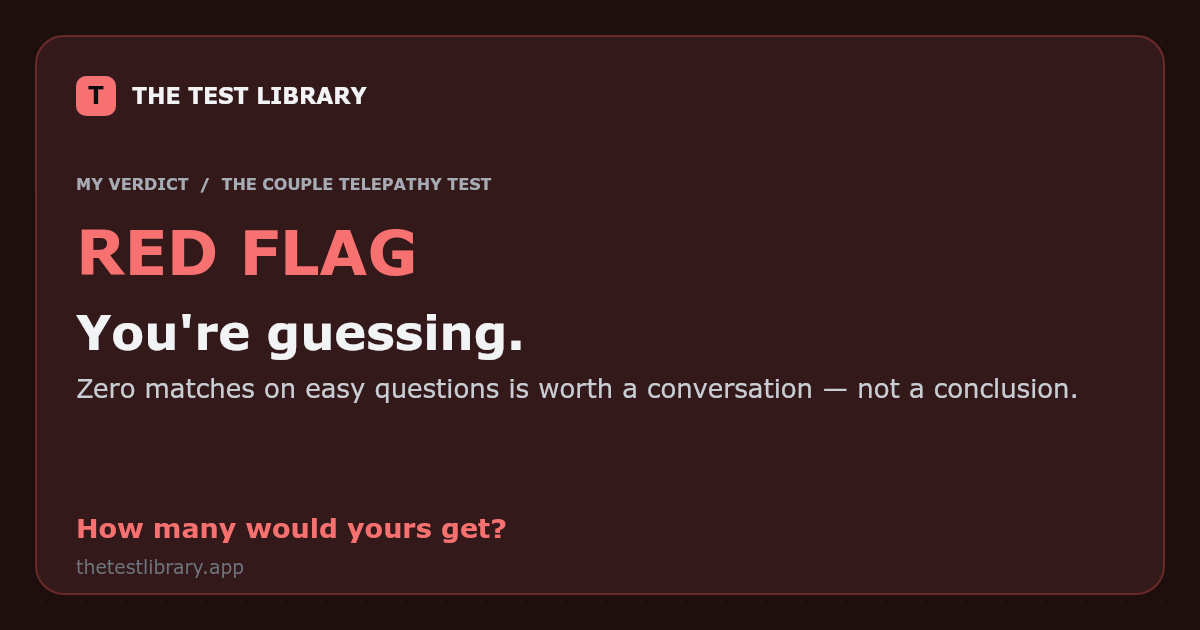 T THE TEST LIBRARY
MY VERDICT / THE COUPLE TELEPATHY TEST
RED FLAG
You're guessing.
Zero matches on easy questions is worth a conversation — not a conclusion.
How many would yours get?
thetestlibrary.app